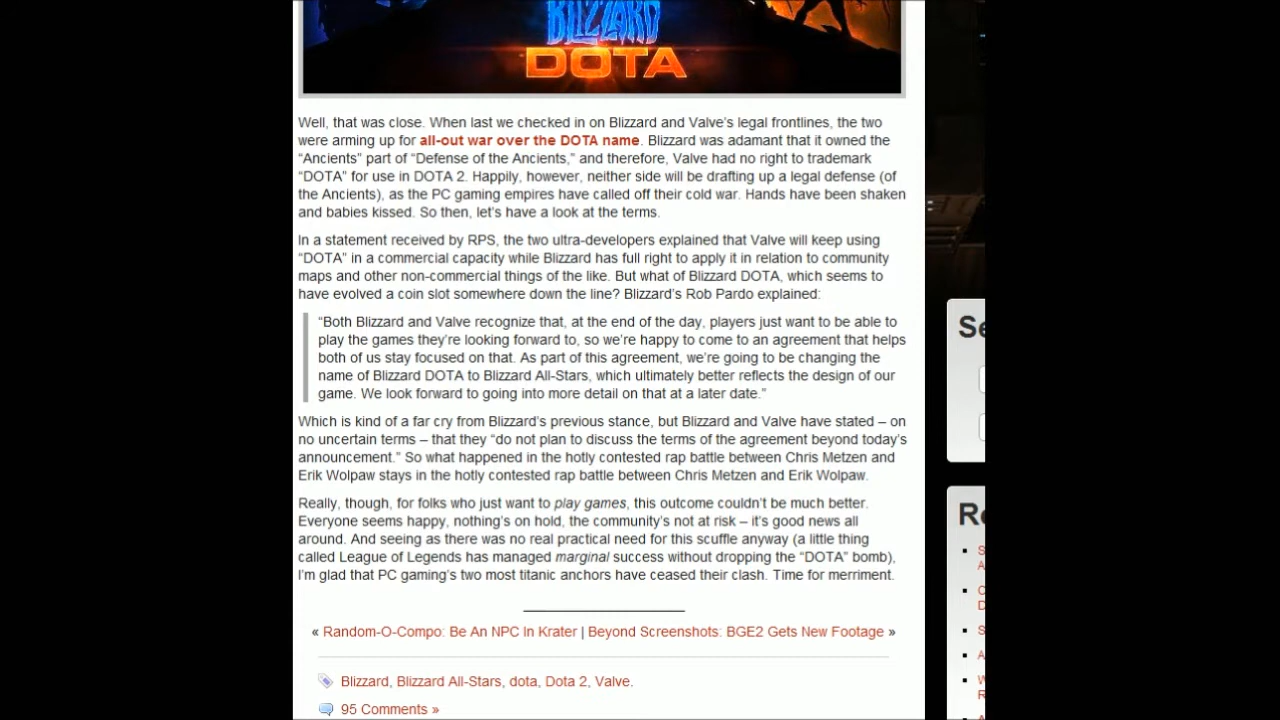 BLIZZARD
DOTA
Well, that was close. When last we checked in on Blizzard and Valve's legal frontlines, the two
were arming up for all-out war over the DOTA name. Blizzard was adamant that it owned the
“Ancients” part of “Defense of the Ancients,” and therefore, Valve had no right to trademark
“DOTA” for use in DOTA 2. Happily, however, neither side will be drafting up a legal defense (of
the Ancients), as the PC gaming empires have called off their cold war. Hands have been shaken
and babies kissed. So then, let's have a look at the terms.
In a statement received by RPS, the two ultra-developers explained that Valve will keep using
“DOTA” in a commercial capacity while Blizzard has full right to apply it in relation to community
maps and other non-commercial things of the like. But what of Blizzard DOTA, which seems to
have evolved a coin slot somewhere down the line? Blizzard's Rob Pardo explained:
“Both Blizzard and Valve recognize that, at the end of the day, players just want to be able to
play the games they're looking forward to, so we're happy to come to an agreement that helps
both of us stay focused on that. As part of this agreement, we're going to be changing the
name of Blizzard DOTA to Blizzard All-Stars, which ultimately better reflects the design of our
game. We look forward to going into more detail on that at a later date.”
Which is kind of a far cry from Blizzard's previous stance, but Blizzard and Valve have stated – on
no uncertain terms – that they “do not plan to discuss the terms of the agreement beyond today's
announcement.” So what happened in the hotly contested rap battle between Chris Metzen and
Erik Wolpaw stays in the hotly contested rap battle between Chris Metzen and Erik Wolpaw.
Really, though, for folks who just want to play games, this outcome couldn't be much better.
Everyone seems happy, nothing's on hold, the community's not at risk – it's good news all
around. And seeing as there was no real practical need for this scuffle anyway (a little thing
called League of Legends has managed marginal success without dropping the “DOTA” bomb),
I'm glad that PC gaming's two most titanic anchors have ceased their clash. Time for merriment.
« Random-O-Compo: Be An NPC In Krater | Beyond Screenshots: BGE2 Gets New Footage »
Blizzard, Blizzard All-Stars, dota, Dota 2, Valve.
95 Comments »